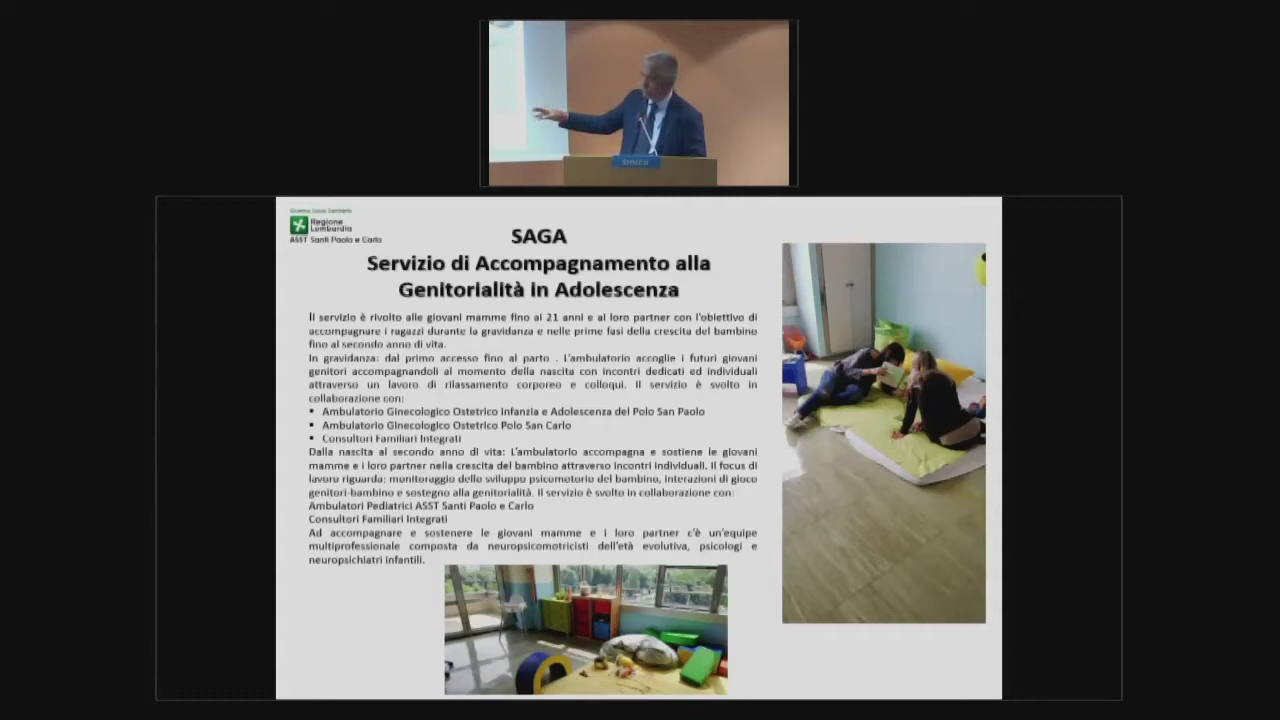 Stocco
Sistema Socio Sanitario
Regione
Lombardia
ASST Santi Paolo e Carlo
SAGA
Servizio di Accompagnamento alla
Genitorialità in Adolescenza
Il servizio è rivolto alle giovani mamme fino ai 21 anni e al loro partner con l'obiettivo di
accompagnare i ragazzi durante la gravidanza e nelle prime fasi della crescita del bambino
fino al secondo anno di vita.
In gravidanza: dal primo accesso fino al parto . L'ambulatorio accoglie i futuri giovani
genitori accompagnandoli al momento della nascita con incontri dedicati ed individuali
attraverso un lavoro di rilassamento corporeo e colloqui. Il servizio è svolto in
collaborazione con:
▪ Ambulatorio Ginecologico Ostetrico Infanzia e Adolescenza del Polo San Paolo
▪ Ambulatorio Ginecologico Ostetrico Polo San Carlo
▪ Consultori Familiari Integrati
Dalla nascita al secondo anno di vita: L'ambulatorio accompagna e sostiene le giovani
mamme e i loro partner nella crescita del bambino attraverso incontri individuali. Il focus di
lavoro riguarda: monitoraggio dello sviluppo psicomotorio del bambino, interazioni di gioco
genitori-bambino e sostegno alla genitorialità. Il servizio è svolto in collaborazione con:
Ambulatori Pediatrici ASST Santi Paolo e Carlo
Consultori Familiari Integrati
Ad accompagnare e sostenere le giovani mamme e i loro partner c'è un'equipe
multiprofessionale composta da neuropsicomotricisti dell'età evolutiva, psicologi e
neuropsichiatri infantili.